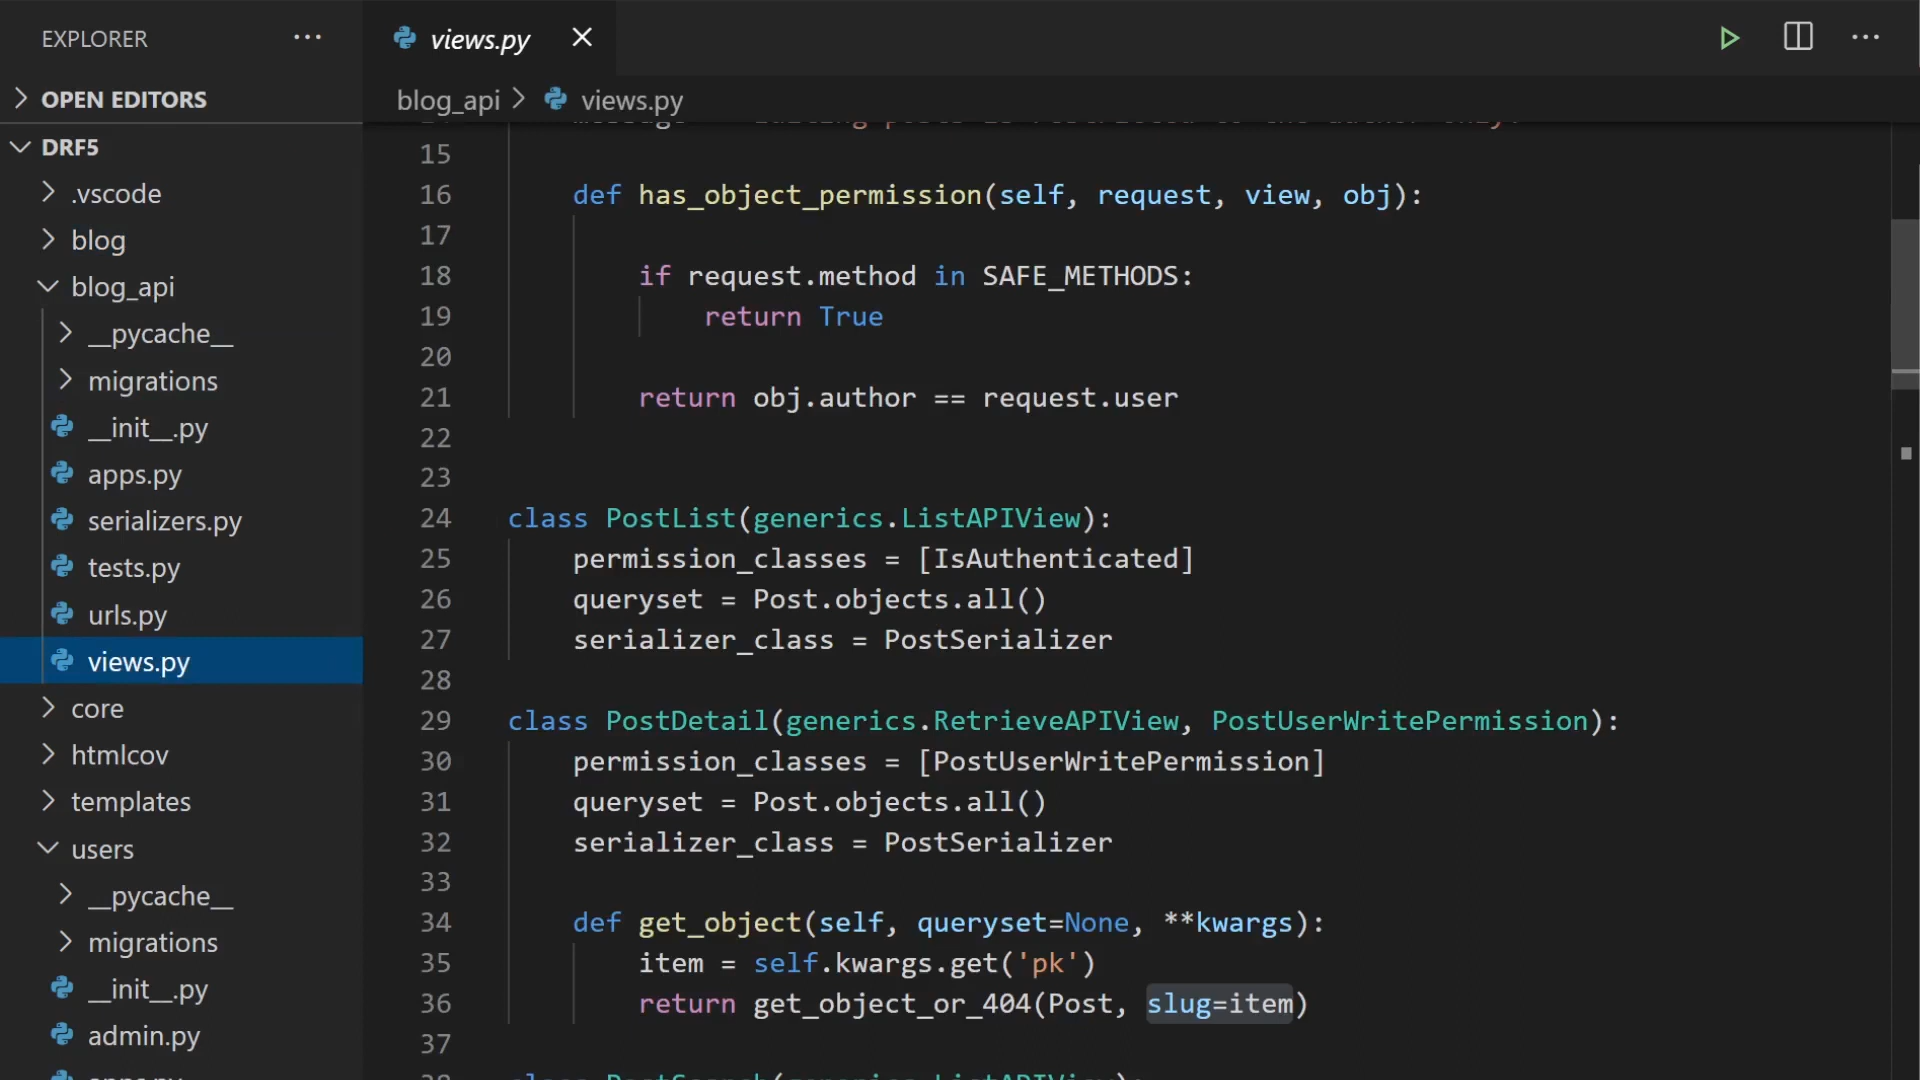 EXPLORER
OPEN EDITORS
DRF5
.vscode
blog
blog_api
__pycache__
migrations
__init__.py
apps.py
serializers.py
tests.py
urls.py
views.py
core
htmlcov
templates
users
__pycache__
migrations
__init__.py
admin.py
apps.py
views.py
blog_api > views.py
15
16 def has_object_permission(self, request, view, obj):
17
18 if request.method in SAFE_METHODS:
19 return True
20
21 return obj.author == request.user
22
23
24 class PostList(generics.ListAPIView):
25 permission_classes = [IsAuthenticated]
26 queryset = Post.objects.all()
27 serializer_class = PostSerializer
28
29 class PostDetail(generics.RetrieveAPIView, PostUserWritePermission):
30 permission_classes = [PostUserWritePermission]
31 queryset = Post.objects.all()
32 serializer_class = PostSerializer
33
34 def get_object(self, queryset=None, **kwargs):
35 item = self.kwargs.get('pk')
36 return get_object_or_404(Post, slug=item)
37